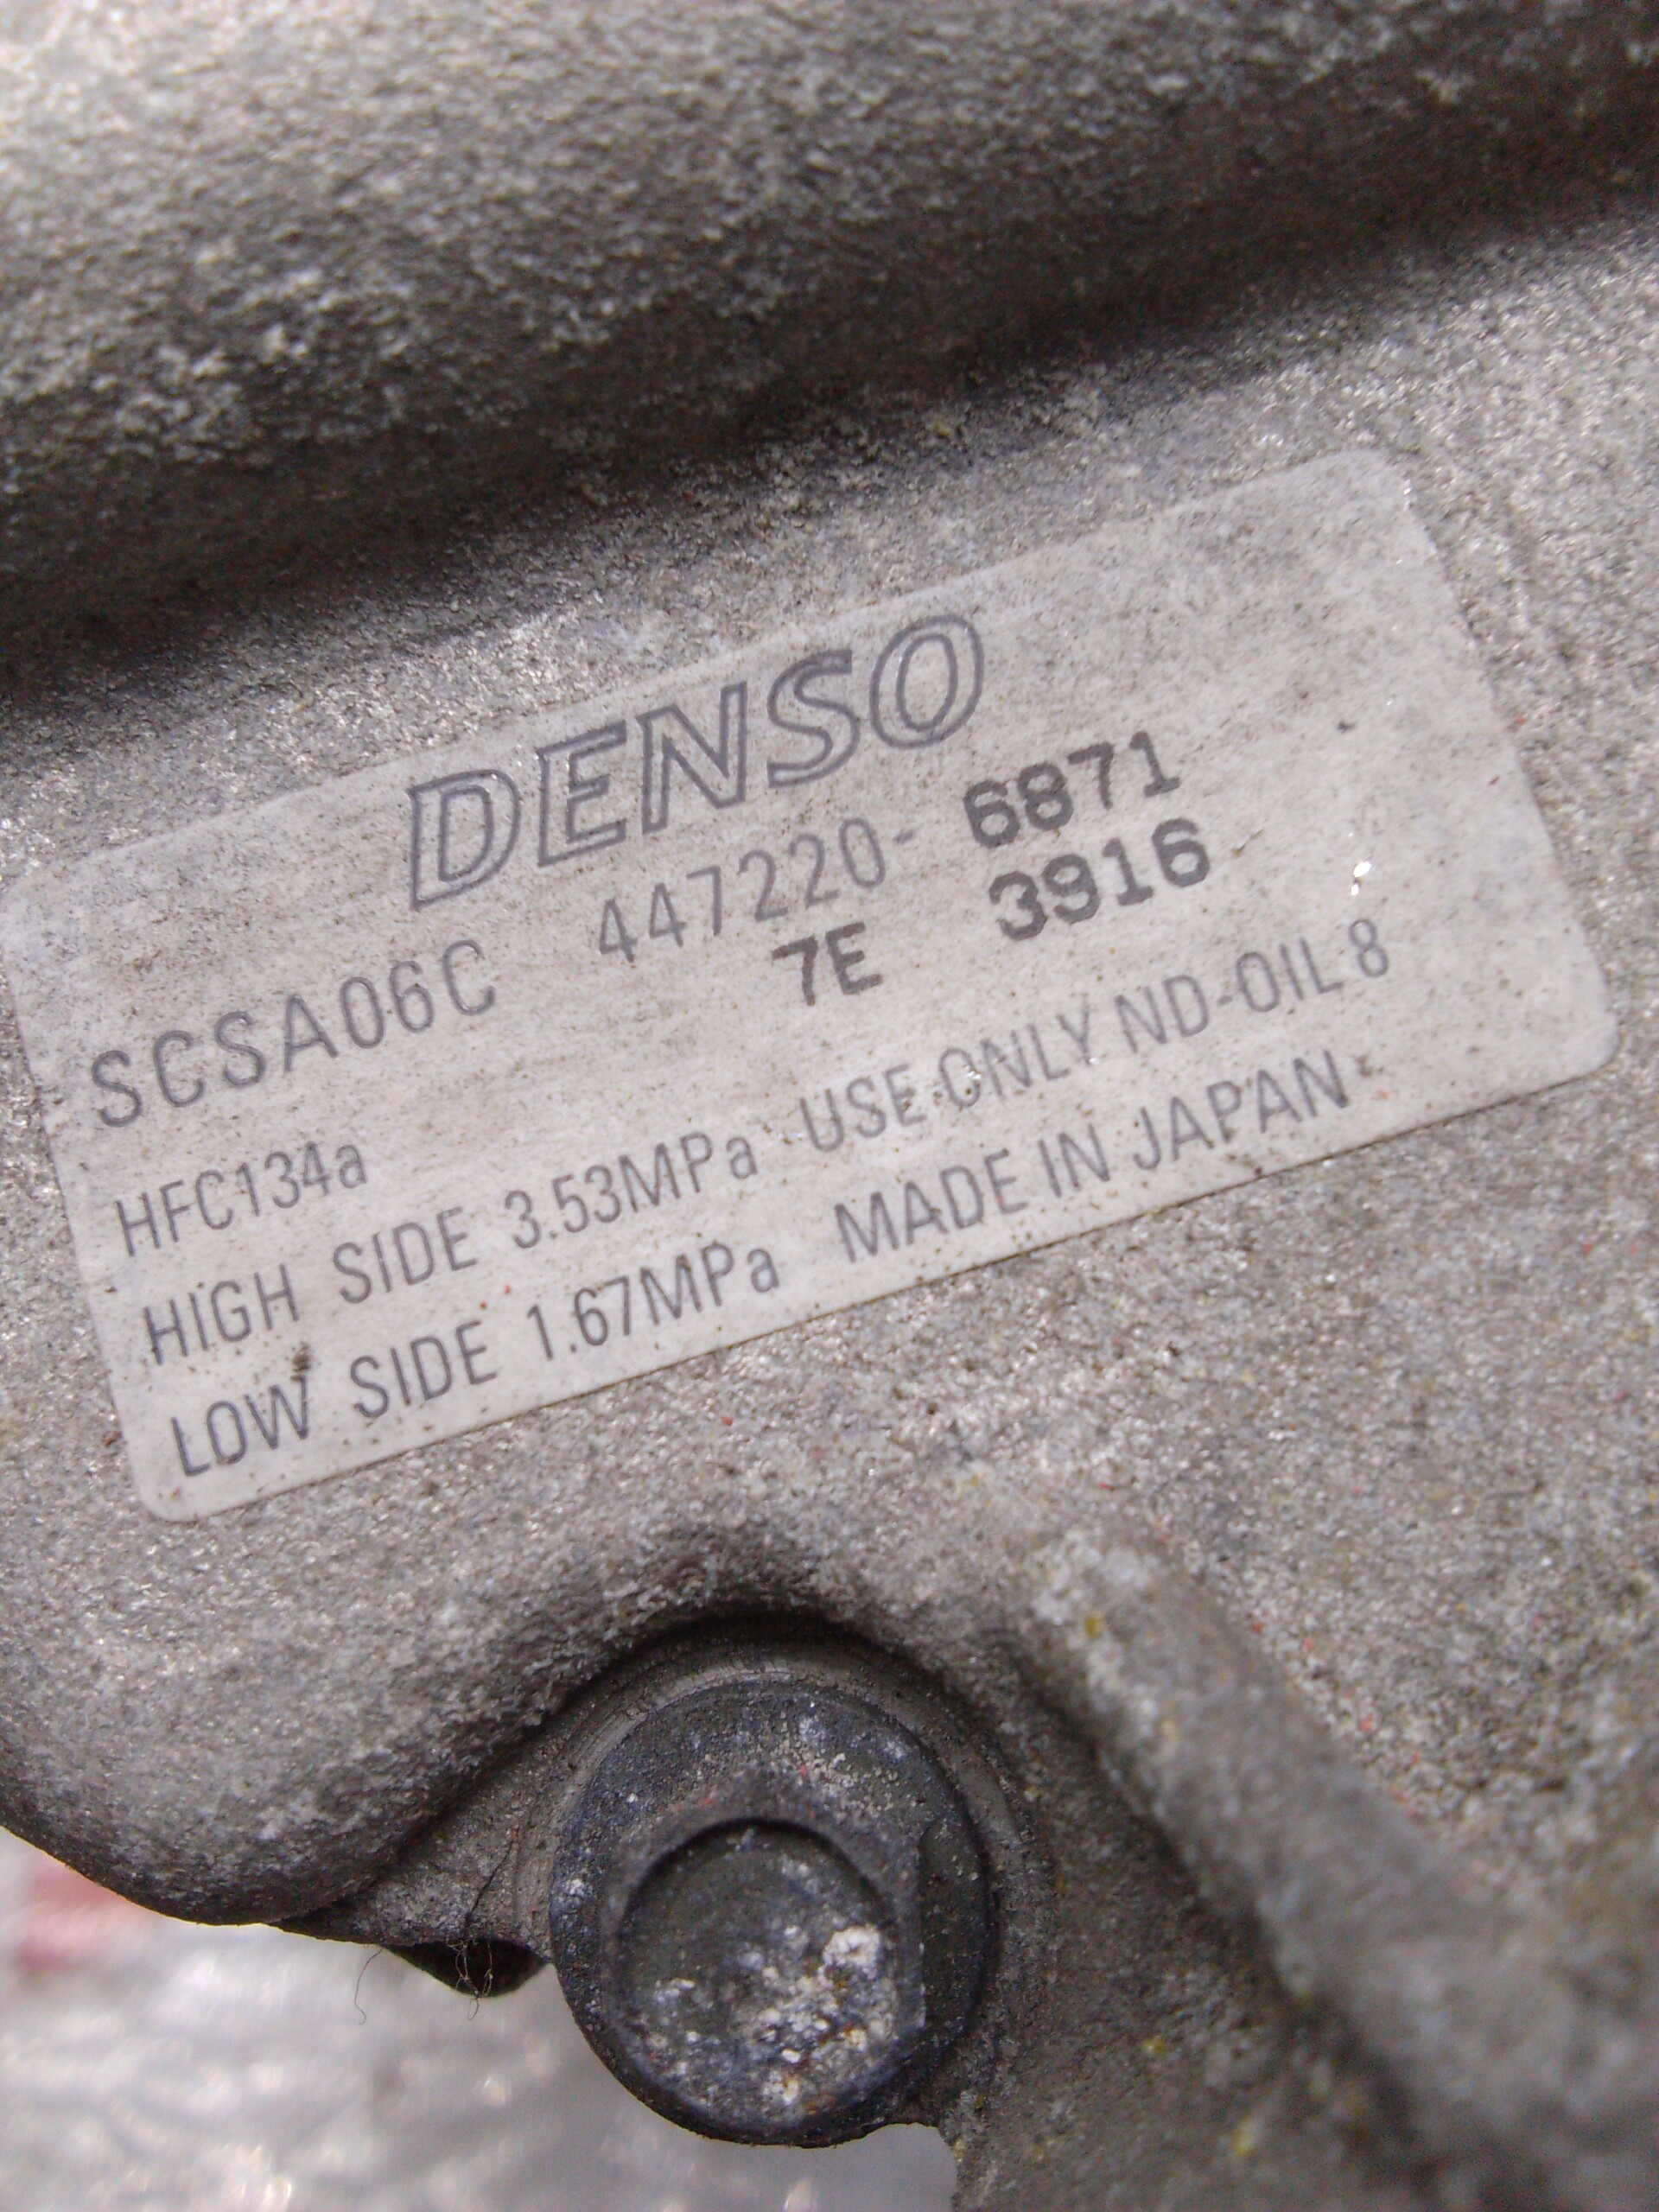 DENSO
SCSA06C 447220- 6871
7E 3916
HFC134a
HIGH SIDE 3.53MPa USE ONLY ND-OIL 8
LOW SIDE 1.67MPa MADE IN JAPAN